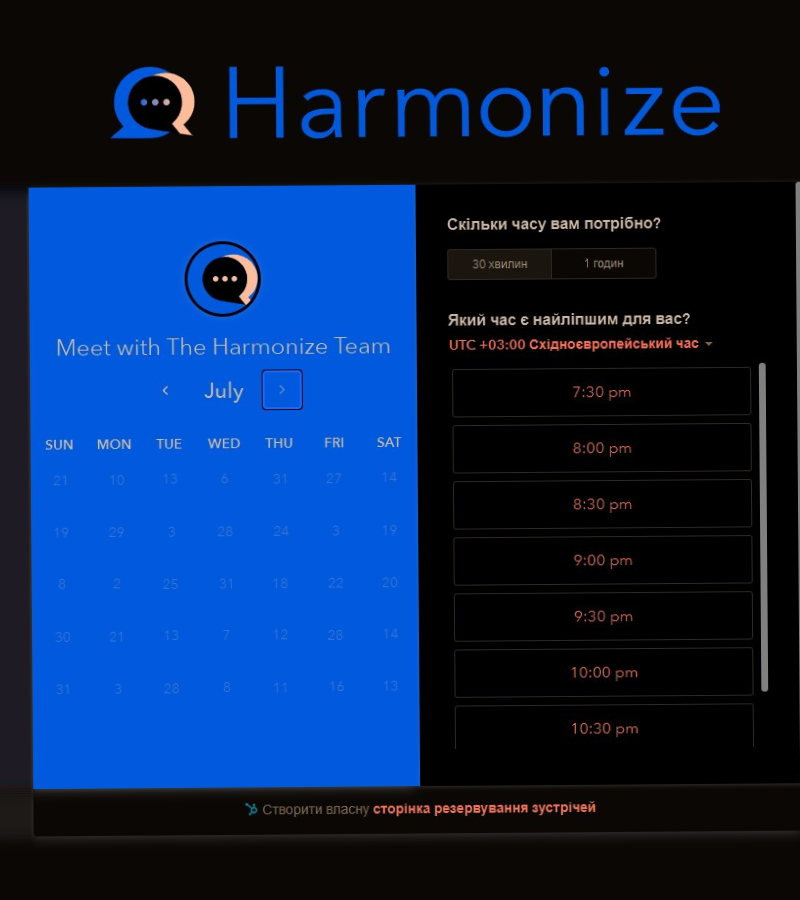 Harmonize
Meet with The Harmonize Team
July
SUN MON TUE WED THU FRI SAT
21 10 13 6 31 27 14
19 29 3 28 24 3 19
8 2 25 31 18 22 20
30 21 13 7 12 28 14
31 3 28 8 11 16 13
Скільки часу вам потрібно?
30 хвилин 1 годин
Який час є найліпшим для вас?
UTC +03:00 Східноєвропейський час
7:30 pm
8:00 pm
8:30 pm
9:00 pm
9:30 pm
10:00 pm
10:30 pm
Створити власну сторінка резервування зустрічей